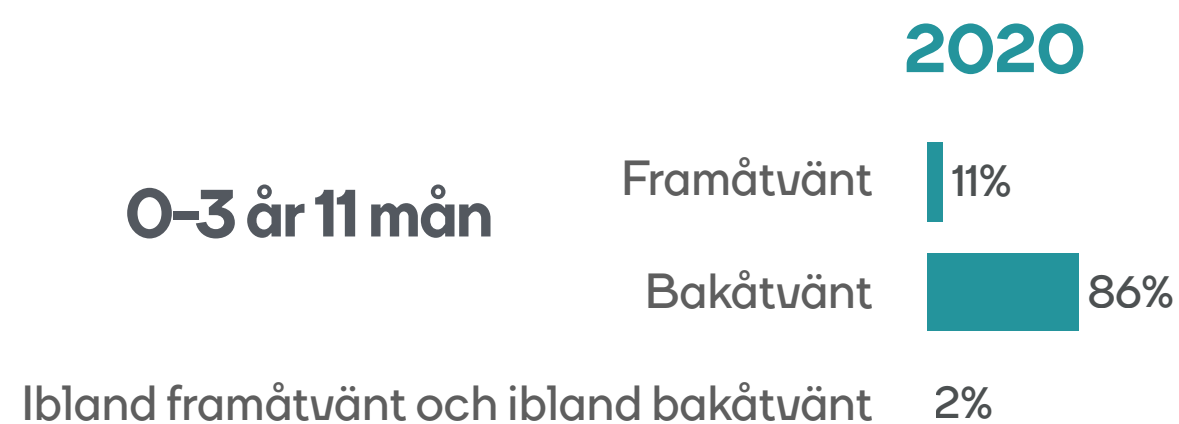 2020
0–3 år 11 mån
Framåtvänt 11%
Bakåtvänt 86%
Ibland framåtvänt och ibland bakåtvänt 2%